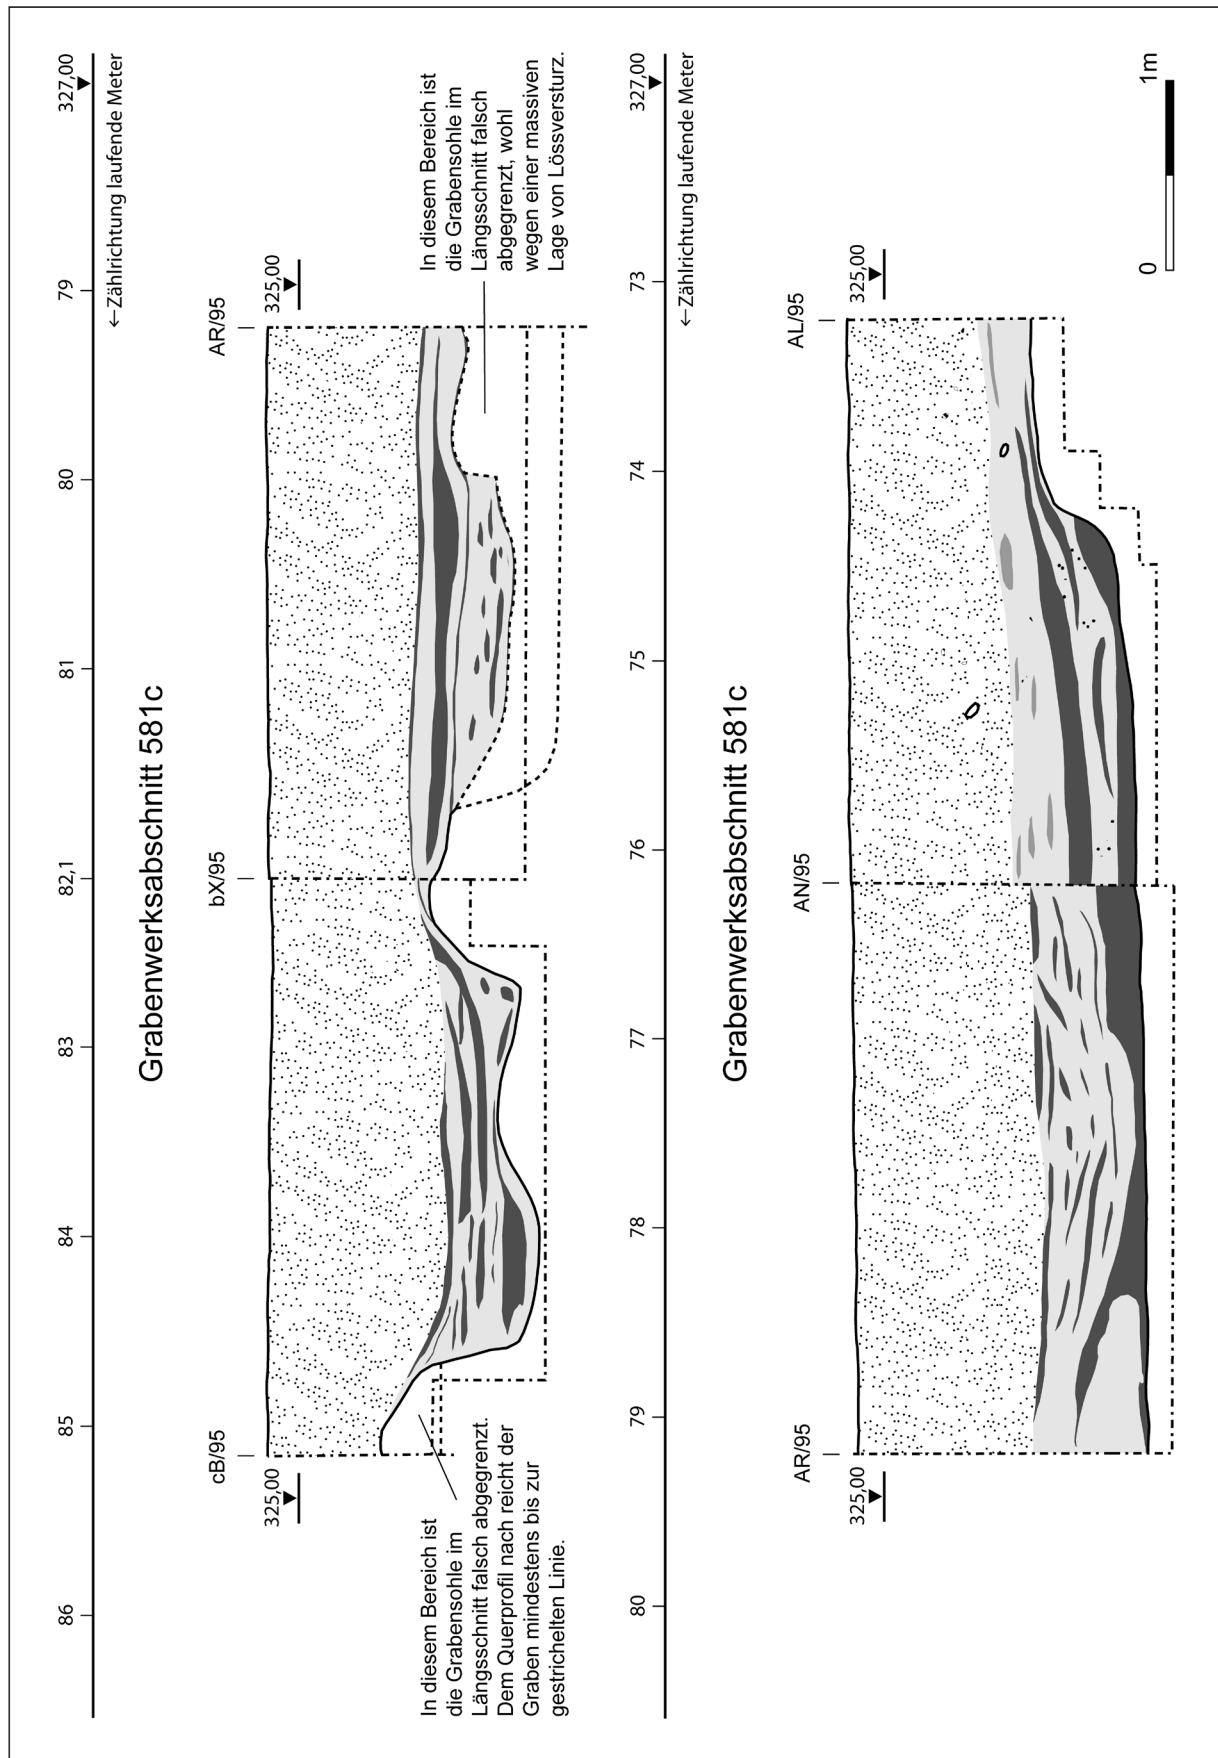 86
85
84
83
82,1
81
80
79
327,00
←Zählrichtung laufende Meter
Grabenwerksabschnitt 581c
cB/95
bX/95
AR/95
325,00
325,00
In diesem Bereich ist
die Grabensohle im
Längsschnitt falsch abgegrenzt.
Dem Querprofil nach reicht der
Graben mindestens bis zur
gestrichelten Linie.
In diesem Bereich ist
die Grabensohle im
Längsschnitt falsch
abgegrenzt, wohl
wegen einer massiven
Lage von Lössversturz.
80
79
78
77
76
75
74
73
327,00
←Zählrichtung laufende Meter
Grabenwerksabschnitt 581c
AR/95
AN/95
AL/95
325,00
325,00
0
1m